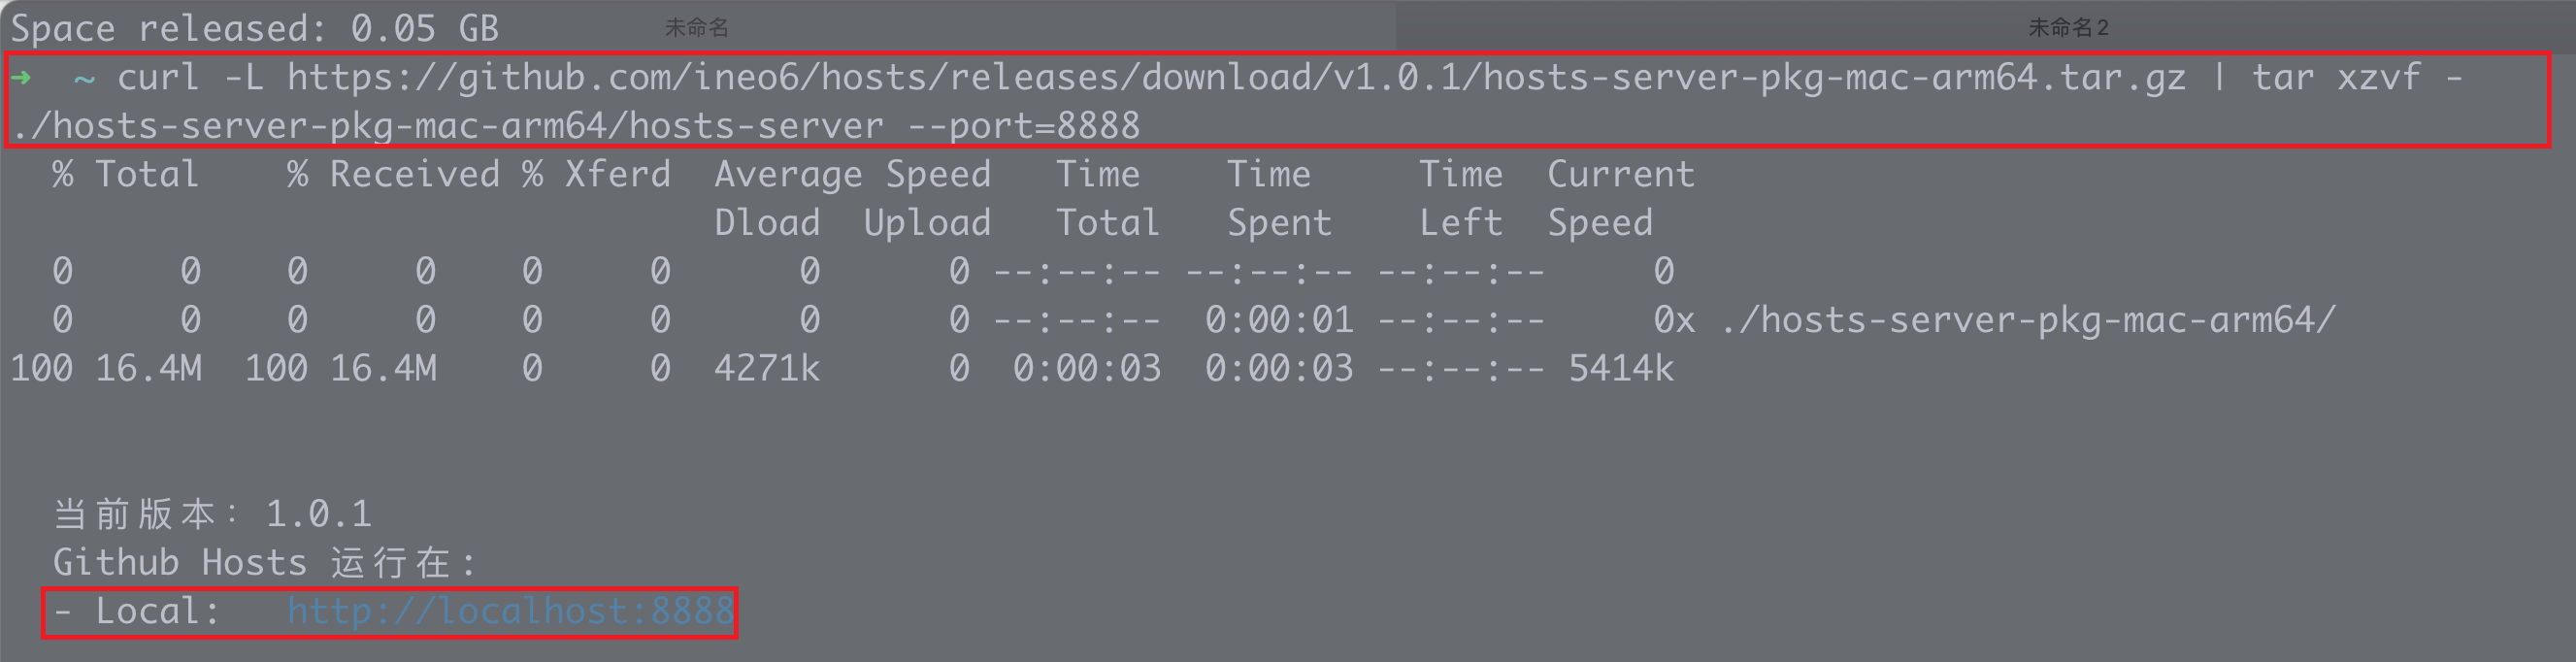 Space released: 0.05 GB
未命名
未命名 2
➜  ~ curl -L https://github.com/ineo6/hosts/releases/download/v1.0.1/hosts-server-pkg-mac-arm64.tar.gz | tar xzvf -
./hosts-server-pkg-mac-arm64/hosts-server --port=8888
  % Total    % Received % Xferd  Average Speed   Time    Time     Time  Current
                                 Dload  Upload   Total   Spent    Left  Speed
  0     0    0     0    0     0      0      0 --:--:-- --:--:-- --:--:--     0
  0     0    0     0    0     0      0      0 --:--:--  0:00:01 --:--:--     0x ./hosts-server-pkg-mac-arm64/
100 16.4M  100 16.4M    0     0  4271k      0  0:00:03  0:00:03 --:--:-- 5414k
  当前版本: 1.0.1
  Github Hosts 运行在:
  - Local:   http://localhost:8888